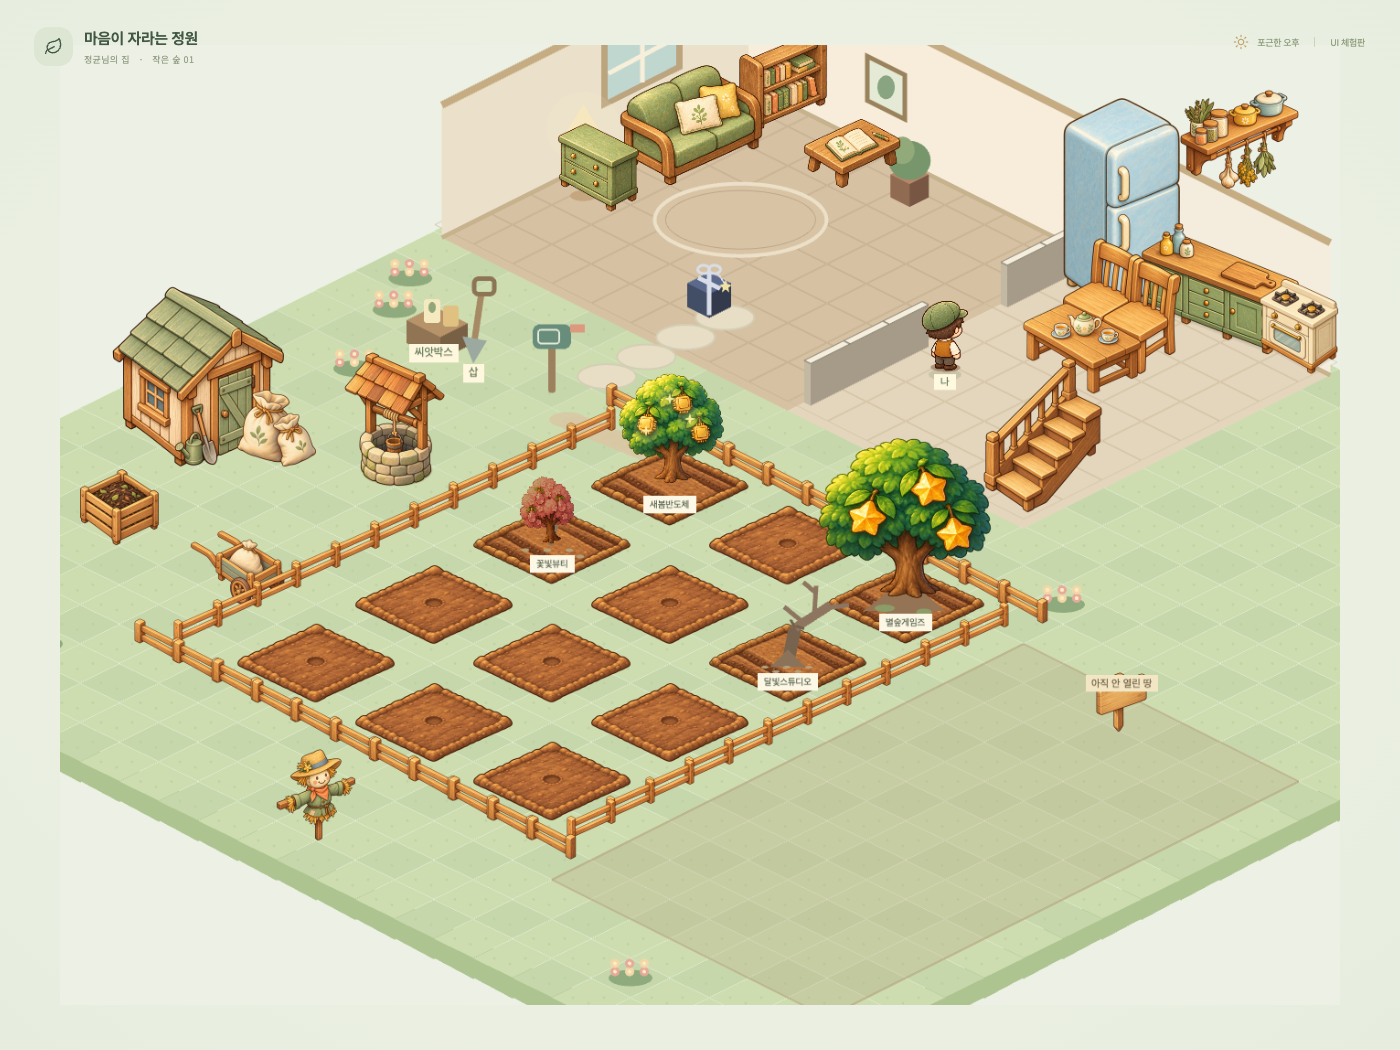 마음이 자라는 정원
정균님의 집 · 작은 숲 01
포근한 오후 | UI 체험판
씨앗박스
삽
나
새봄반도체
꽃빛뷰티
별숲게임즈
달빛스튜디오
아직 안 열린 땅